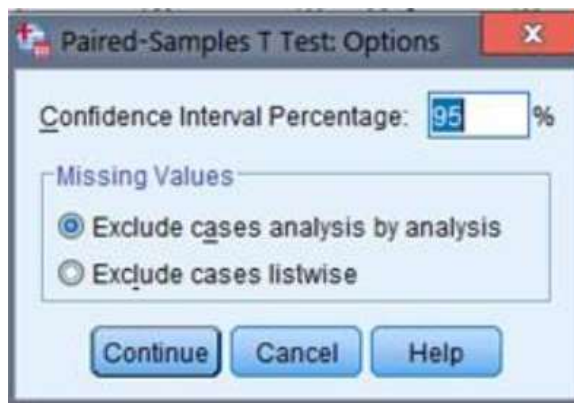 Paired-Samples T Test: Options
Confidence Interval Percentage: 95 %
Missing Values
Exclude cases analysis by analysis
Exclude cases listwise
Continue Cancel Help